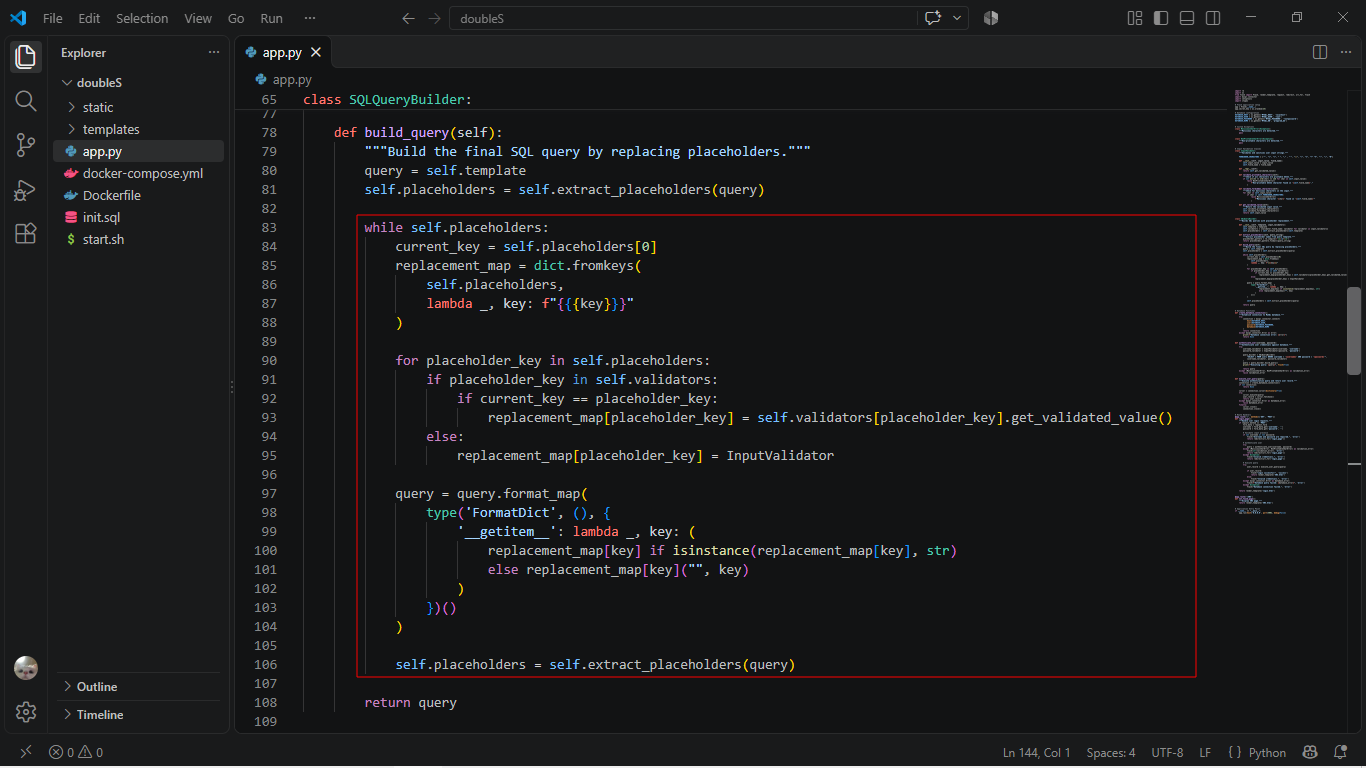 File Edit Selection View Go Run ··· doubleS
Explorer ···
doubleS
static
templates
app.py
docker-compose.yml
Dockerfile
init.sql
$ start.sh
Outline
Timeline
app.py
app.py
65 class SQLQueryBuilder:
77
78 def build_query(self):
79 """Build the final SQL query by replacing placeholders."""
80 query = self.template
81 self.placeholders = self.extract_placeholders(query)
82
83 while self.placeholders:
84 current_key = self.placeholders[0]
85 replacement_map = dict.fromkeys(
86 self.placeholders,
87 lambda _, key: f"{{{key}}}"
88 )
89
90 for placeholder_key in self.placeholders:
91 if placeholder_key in self.validators:
92 if current_key == placeholder_key:
93 replacement_map[placeholder_key] = self.validators[placeholder_key].get_validated_value()
94 else:
95 replacement_map[placeholder_key] = InputValidator
96
97 query = query.format_map(
98 type('FormatDict', (), {
99 '__getitem__': lambda _, key: (
100 replacement_map[key] if isinstance(replacement_map[key], str)
101 else replacement_map[key]("", key)
102 )
103 })()
104 )
105
106 self.placeholders = self.extract_placeholders(query)
107
108 return query
109
0 0 Ln 144, Col 1 Spaces: 4 UTF-8 LF { } Python